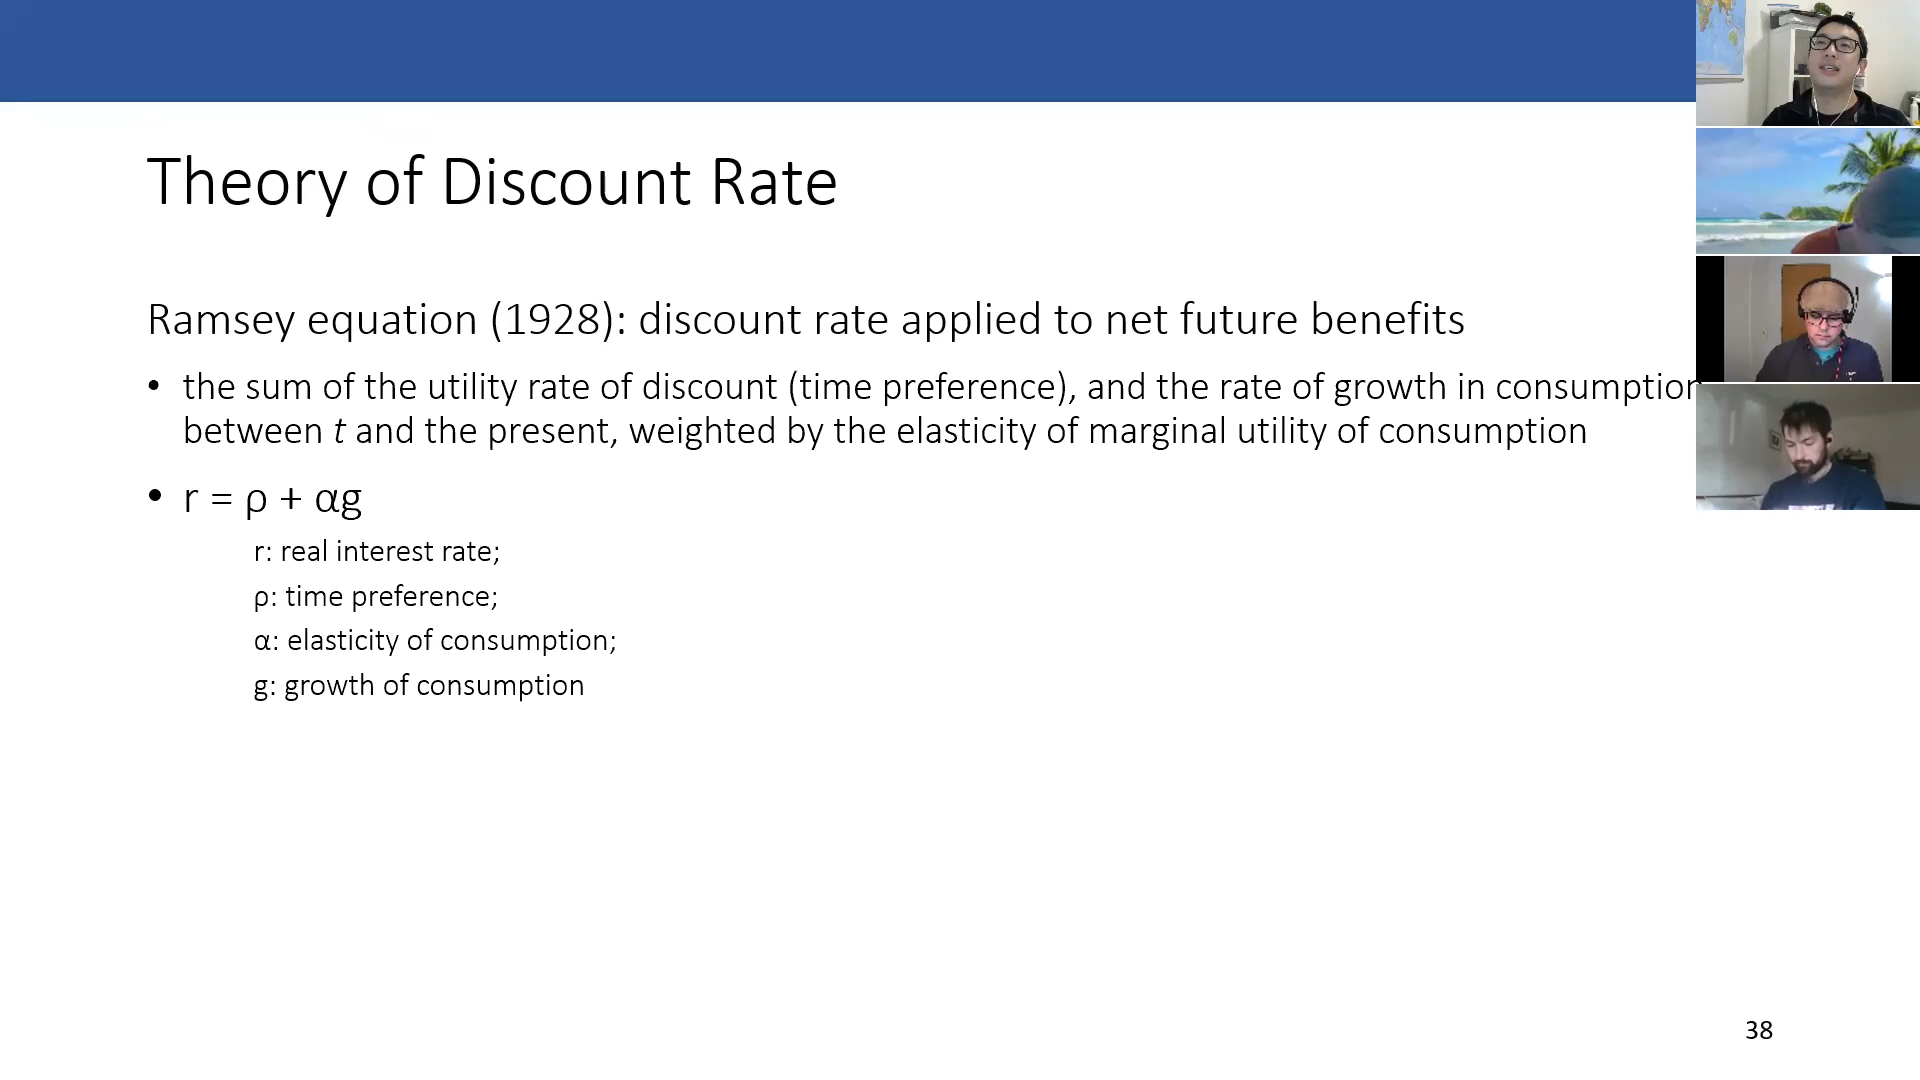 Theory of Discount Rate
Ramsey equation (1928): discount rate applied to net future benefits
• the sum of the utility rate of discount (time preference), and the rate of growth in consumption
between t and the present, weighted by the elasticity of marginal utility of consumption
• r = ρ + αg
r: real interest rate;
ρ: time preference;
α: elasticity of consumption;
g: growth of consumption
38